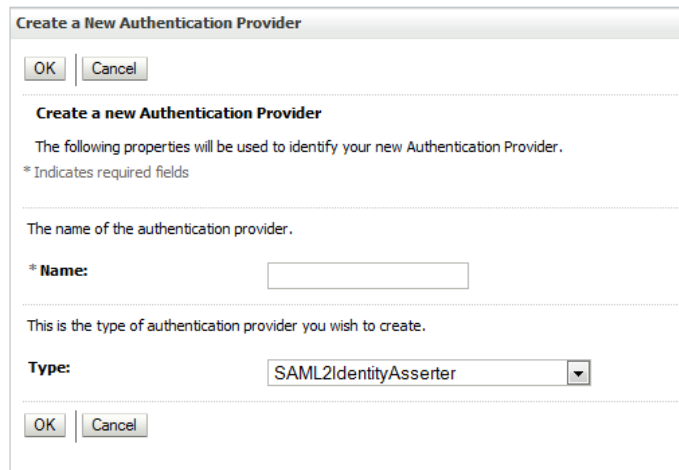 Create a New Authentication Provider
OK Cancel
Create a new Authentication Provider
The following properties will be used to identify your new Authentication Provider.
* Indicates required fields
The name of the authentication provider.
* Name:
This is the type of authentication provider you wish to create.
Type: SAML2IdentityAsserter
OK Cancel